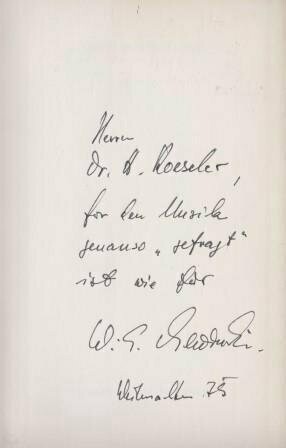 Herrn
Dr. A. Roeseler,
für den Musik
genauso „gefragt“
ist wie für
W. E.
Weihnachten 75